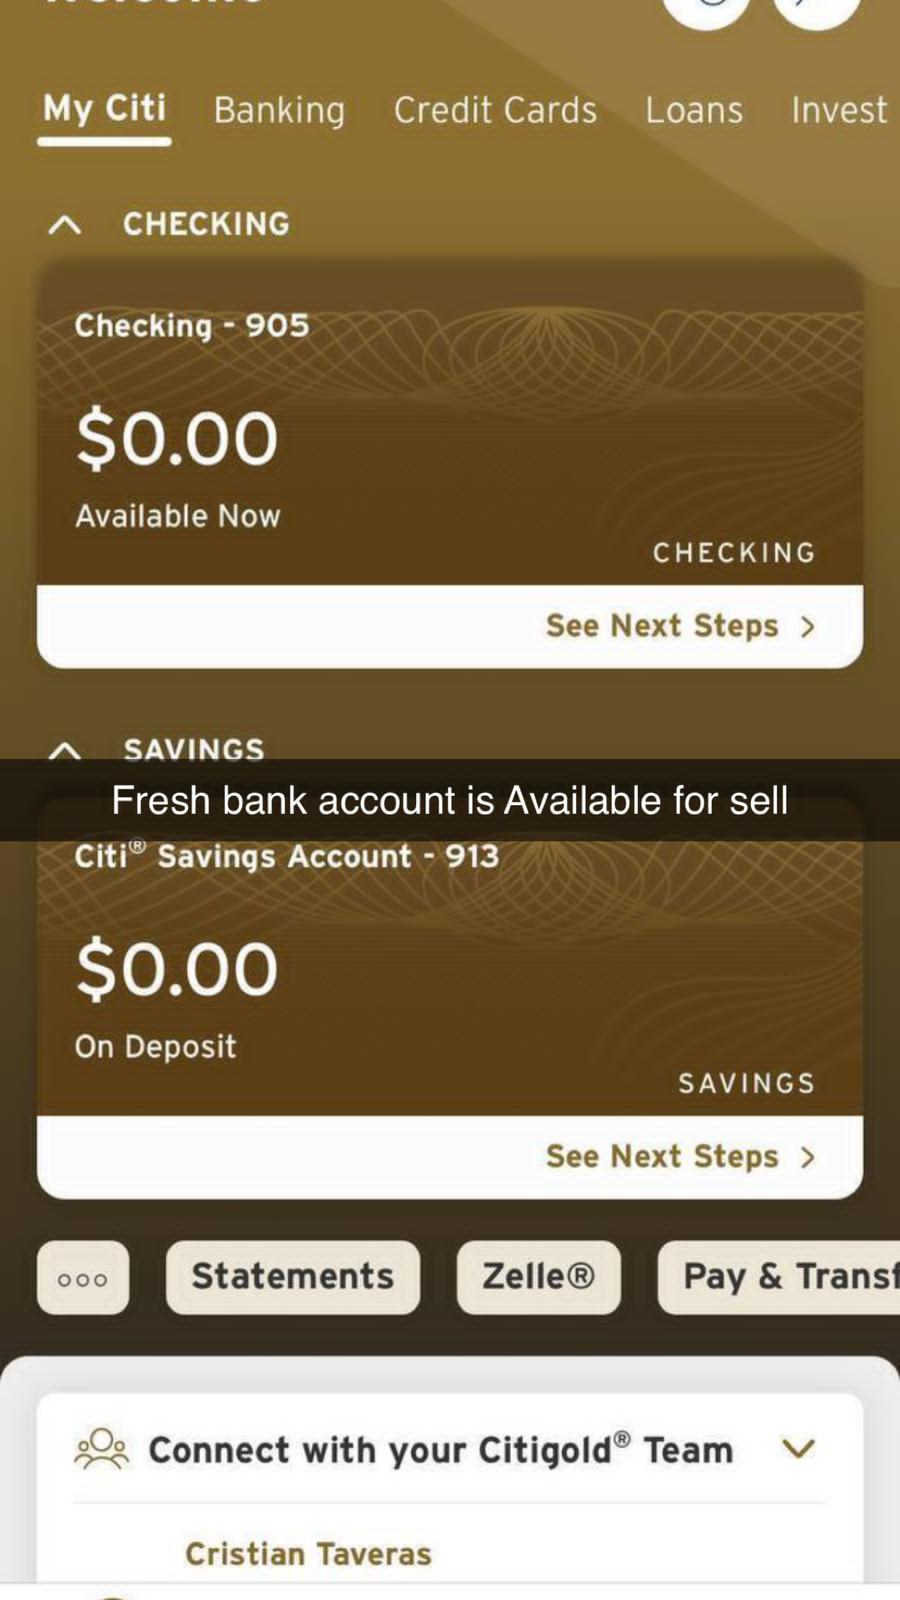 My Citi Banking Credit Cards Loans Invest
CHECKING
Checking - 905
$0.00
Available Now
CHECKING
See Next Steps >
SAVINGS
Fresh bank account is Available for sell
Citi® Savings Account - 913
$0.00
On Deposit
SAVINGS
See Next Steps >
Statements Zelle® Pay & Transf
Connect with your Citigold® Team
Cristian Taveras